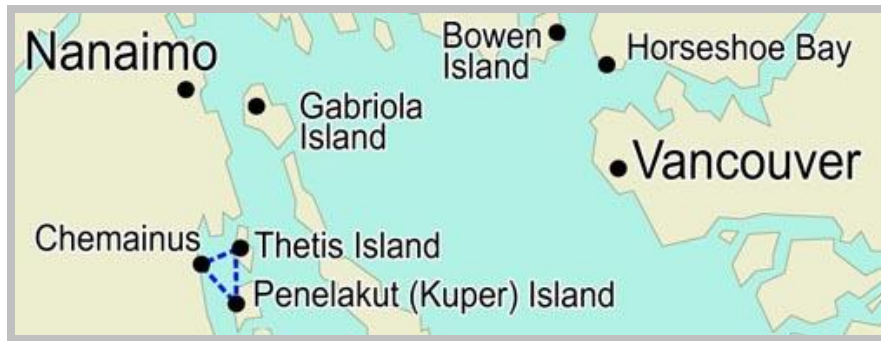 Nanaimo
Bowen
Island
Horseshoe Bay
Gabriola
Island
Vancouver
Chemainus
Thetis Island
Penelakut (Kuper) Island